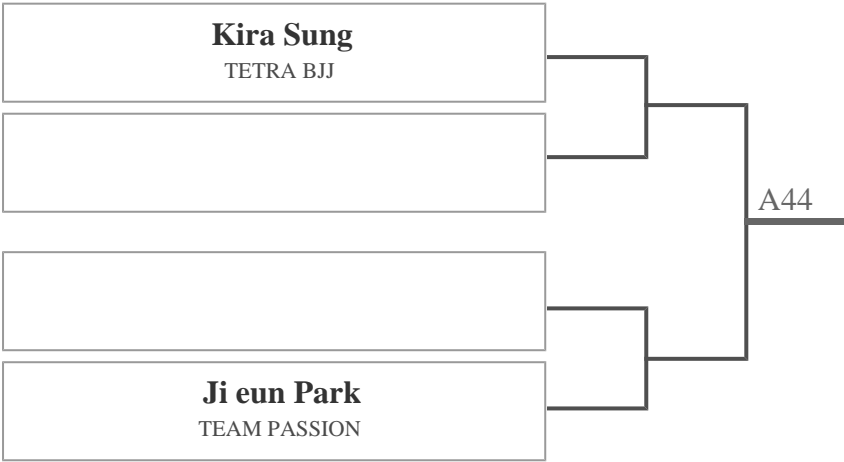 Kira Sung
TETRA BJJ
A44
Ji eun Park
TEAM PASSION